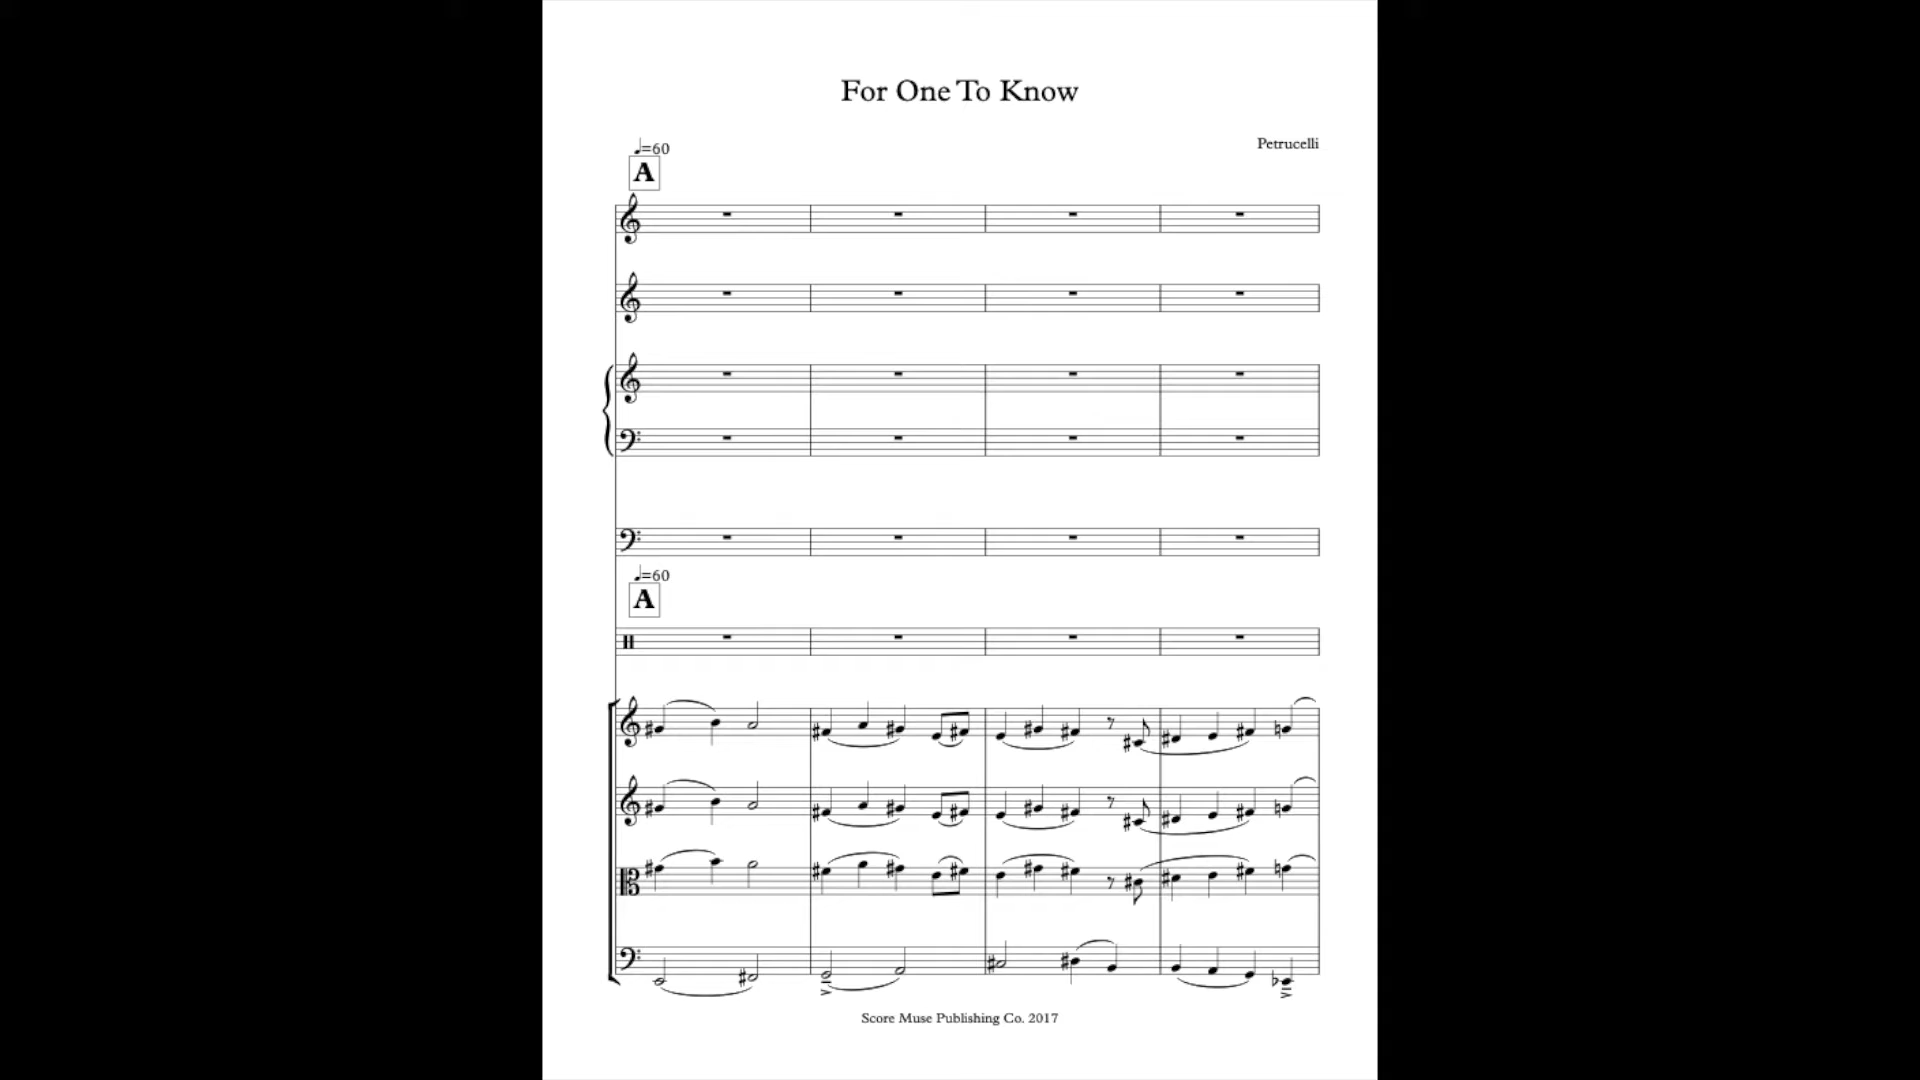 For One To Know
Petrucelli
♩=60
A
♩=60
A
Score Muse Publishing Co. 2017